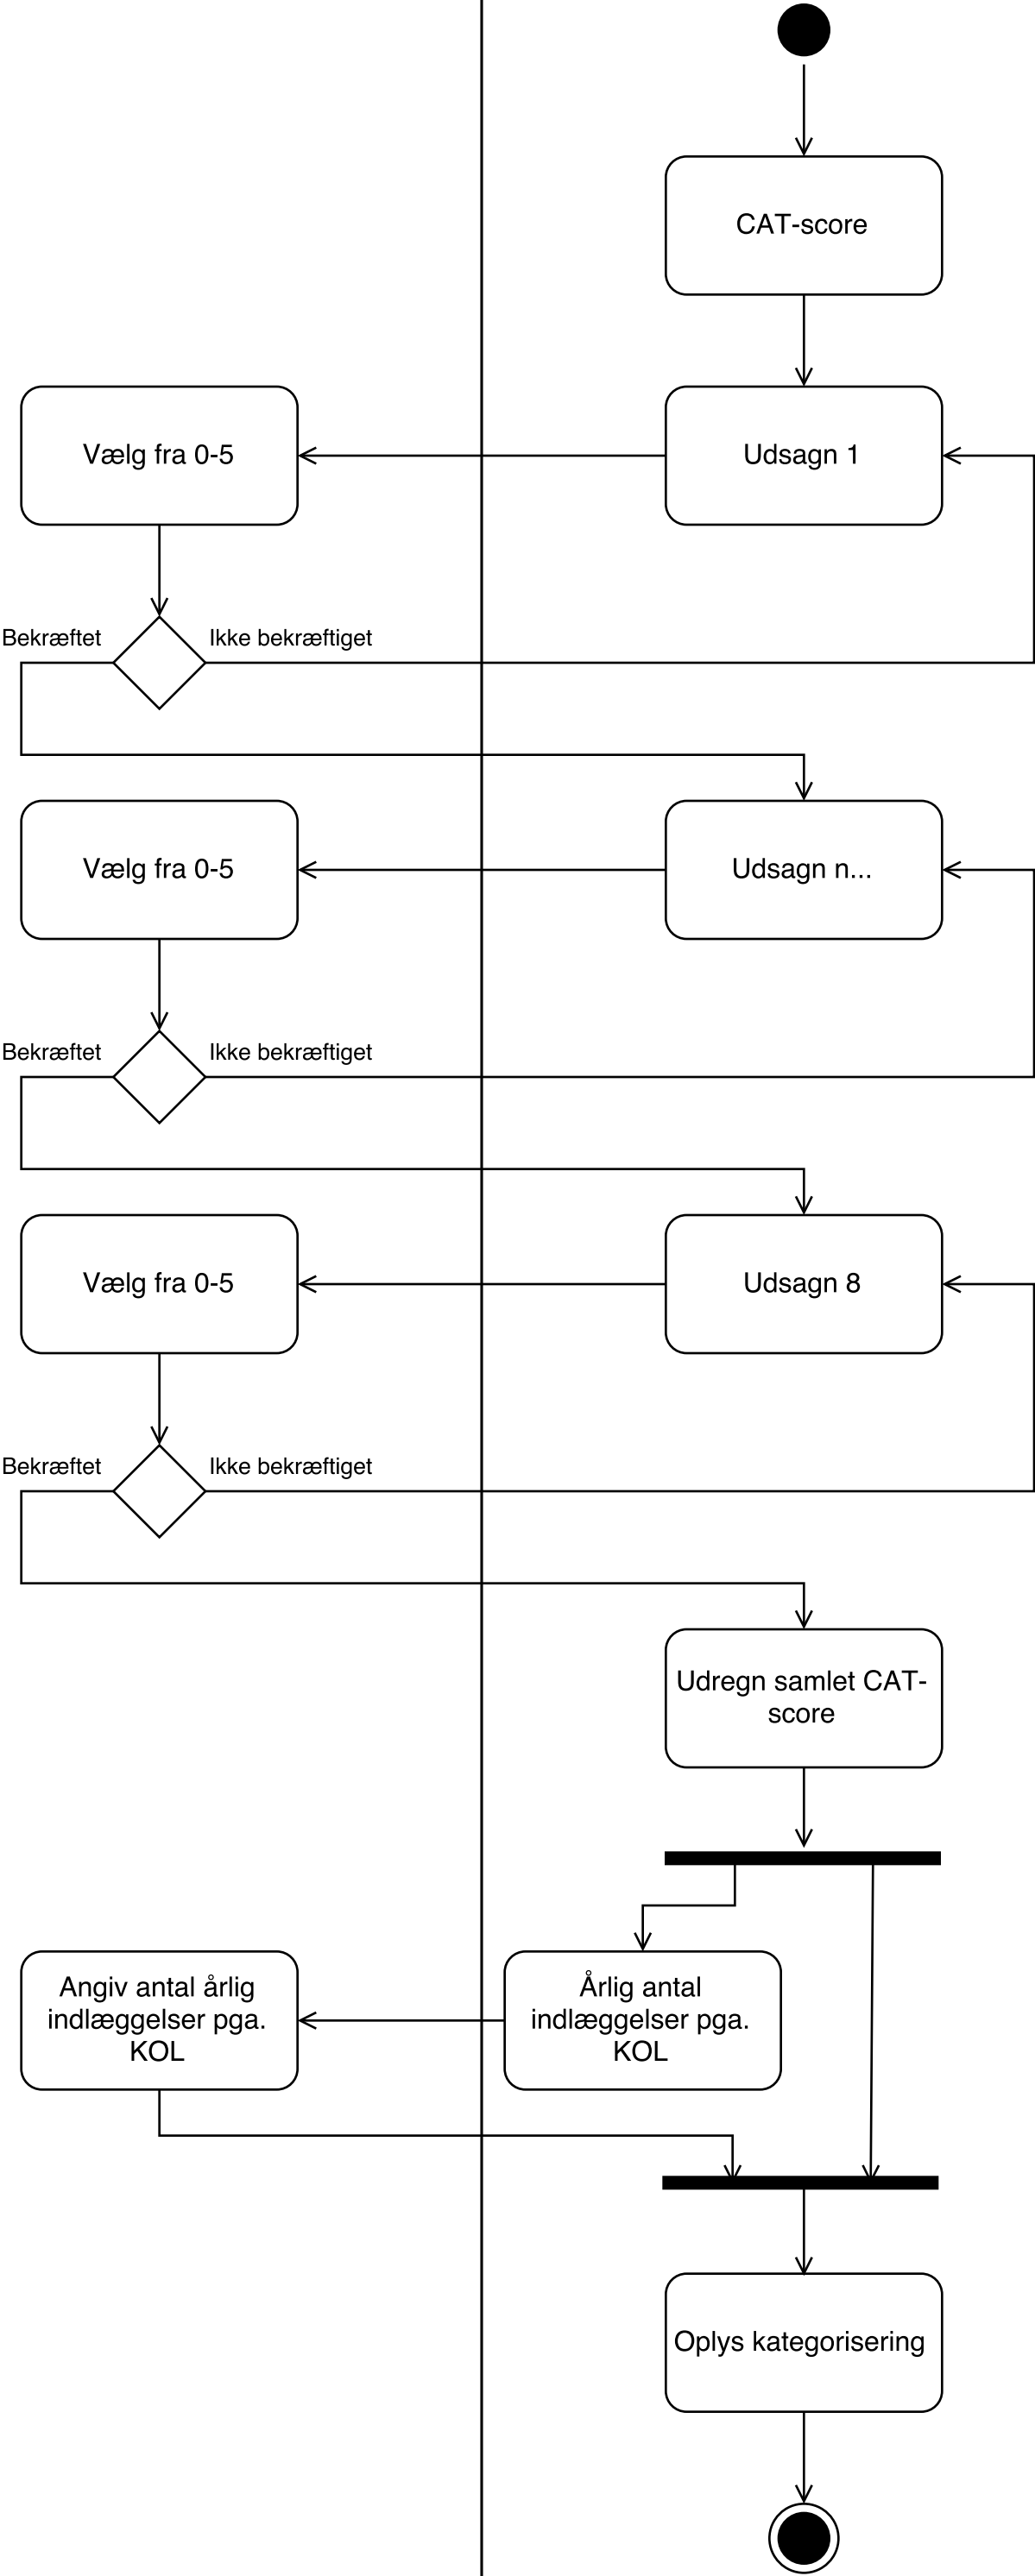 CAT-score
Vælg fra 0-5
Udsagn 1
Bekræftet
Ikke bekræftiget
Vælg fra 0-5
Udsagn n...
Bekræftet
Ikke bekræftiget
Vælg fra 0-5
Udsagn 8
Bekræftet
Ikke bekræftiget
Udregn samlet CAT-
score
Angiv antal årlig
indlæggelser pga.
KOL
Årlig antal
indlæggelser pga.
KOL
Oplys kategorisering